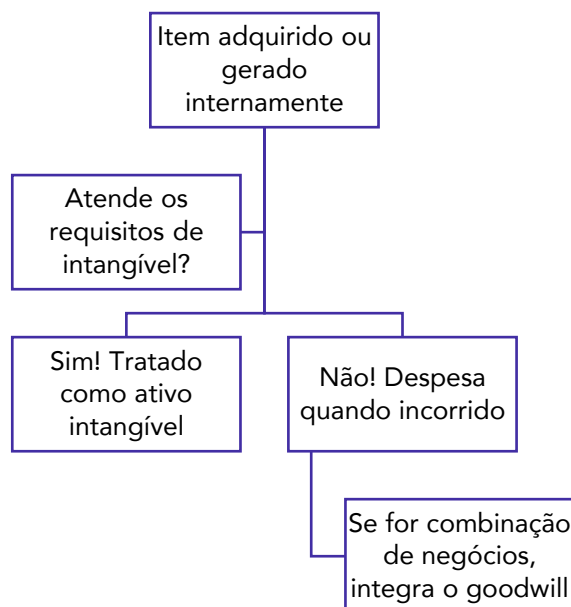 Item adquirido ou
gerado
internamente
Atende os
requisitos de
intangível?
Sim! Tratado
como ativo
intangível
Não! Despesa
quando incorrido
Se for combinação
de negócios,
integra o goodwill